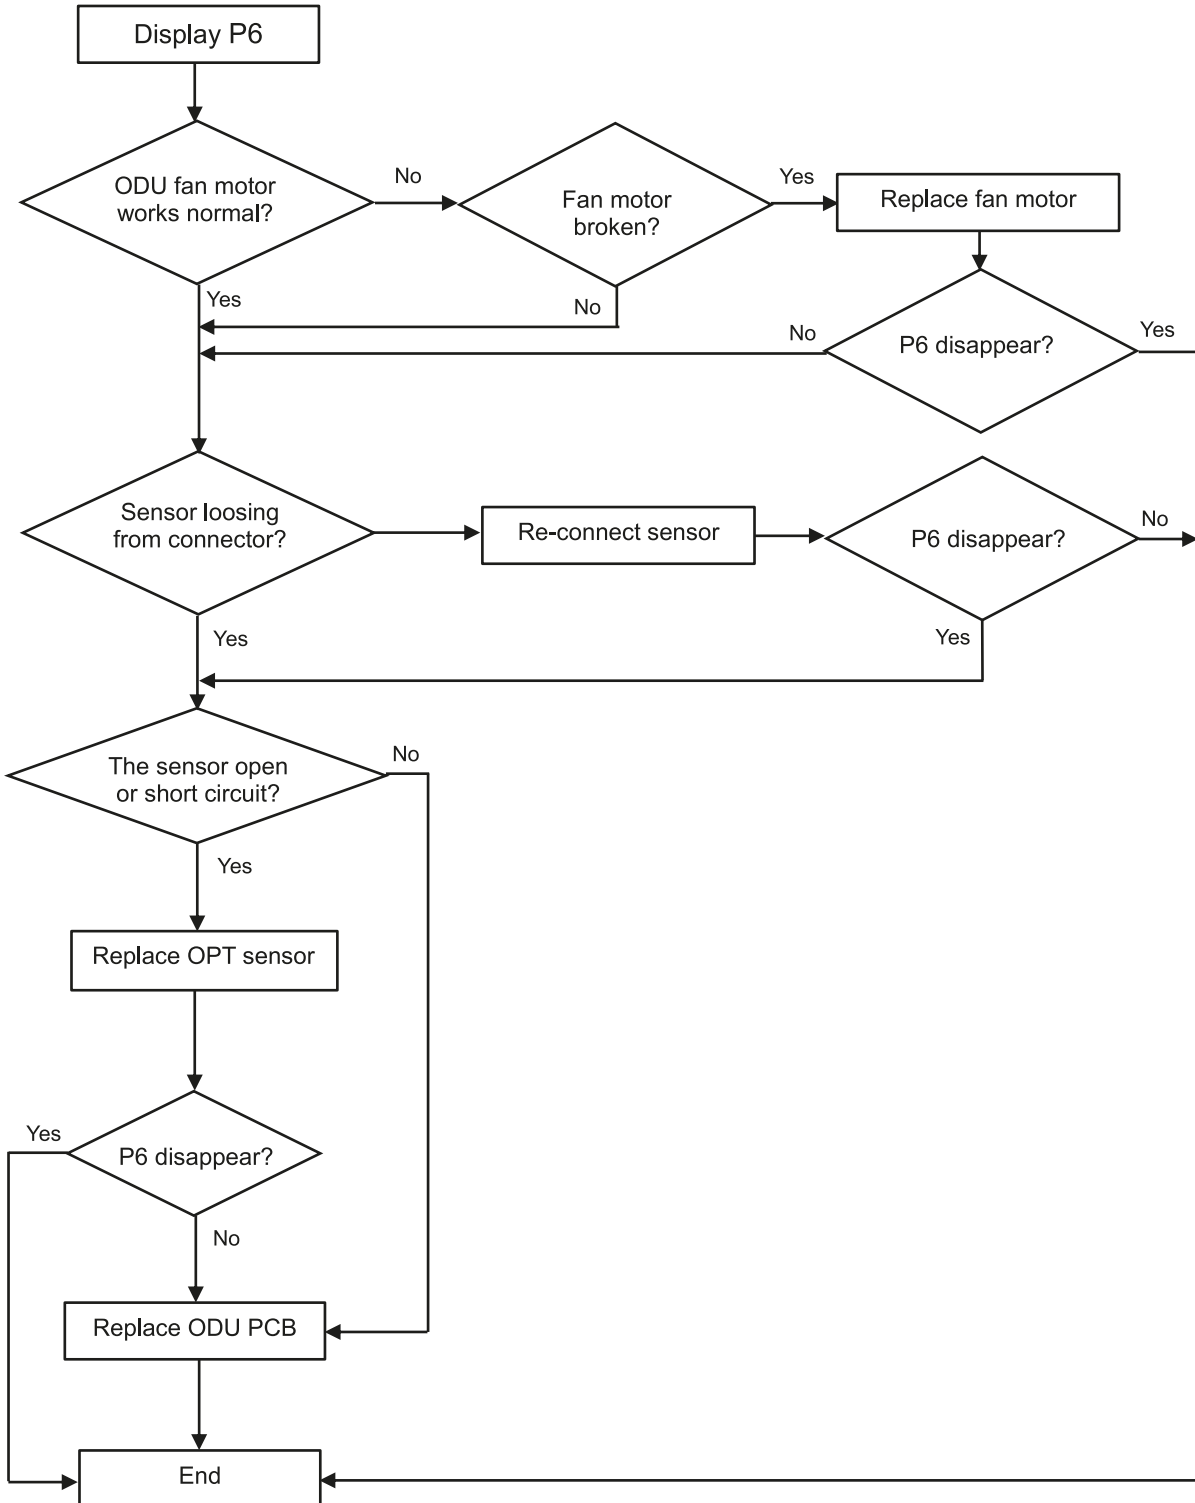 Display P6
ODU fan motor
works normal?
No
Fan motor
broken?
Yes
Replace fan motor
Yes
No
No
P6 disappear?
Yes
Sensor loosing
from connector?
Re-connect sensor
P6 disappear?
No
Yes
Yes
The sensor open
or short circuit?
No
Yes
Replace OPT sensor
Yes
P6 disappear?
No
Replace ODU PCB
End